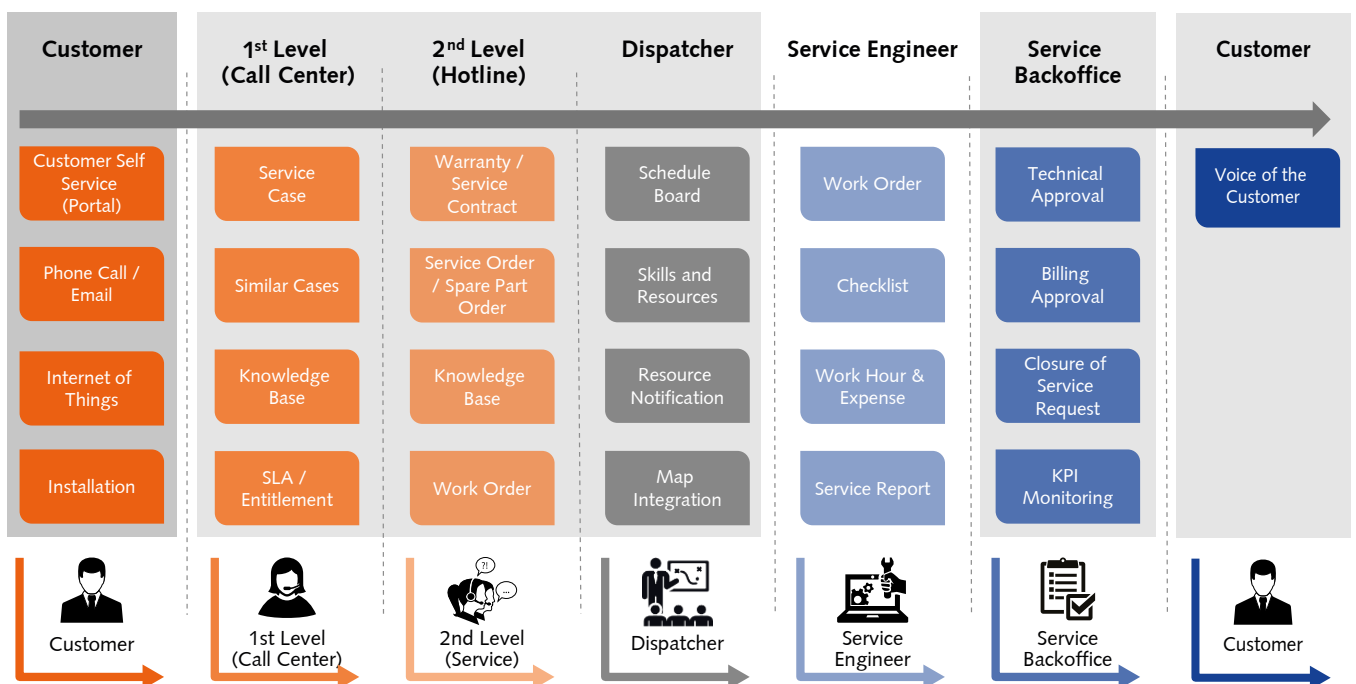 Customer
1st Level
(Call Center)
2nd Level
(Hotline)
Dispatcher
Service Engineer
Service
Backoffice
Customer
Customer Self
Service
(Portal)
Phone Call /
Email
Internet of
Things
Installation
Service
Case
Similar Cases
Knowledge
Base
SLA /
Entitlement
Warranty /
Service
Contract
Service Order
/ Spare Part
Order
Knowledge
Base
Work Order
Schedule
Board
Skills and
Resources
Resource
Notification
Map
Integration
Work Order
Checklist
Work Hour &
Expense
Service Report
Technical
Approval
Billing
Approval
Closure of
Service
Request
KPI
Monitoring
Voice of the
Customer
Customer
1st Level
(Call Center)
?!
...
2nd Level
(Service)
Dispatcher
Service
Engineer
Service
Backoffice
Customer